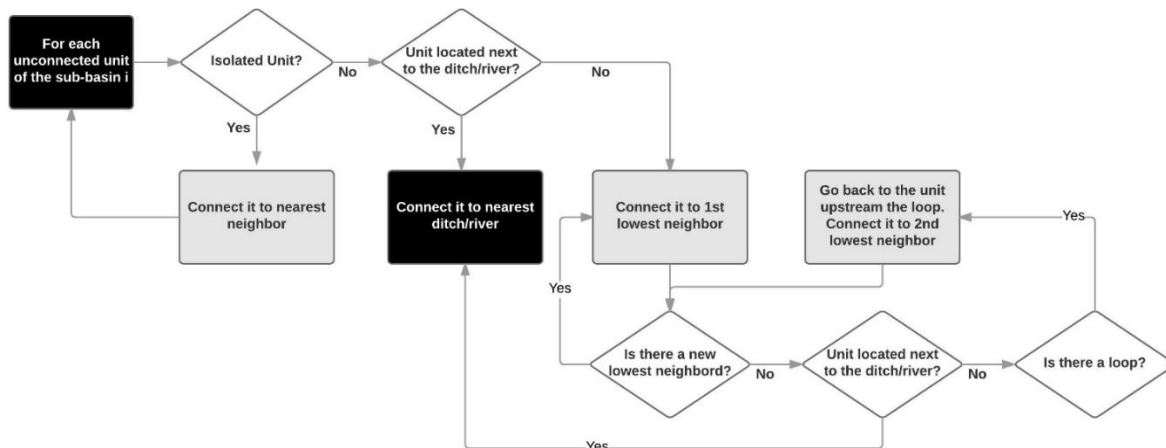 For each
unconnected unit
of the sub-basin i
Isolated Unit?
No
Unit located next
to the ditch/river?
No
Yes
Yes
Connect it to nearest
neighbor
Connect it to nearest
ditch/river
Connect it to 1st
lowest neighbor
Go back to the unit
upstream the loop.
Connect it to 2nd
lowest neighbor
Yes
Yes
Is there a new
lowest neighbord?
No
Unit located next
to the ditch/river?
No
Is there a loop?
Yes